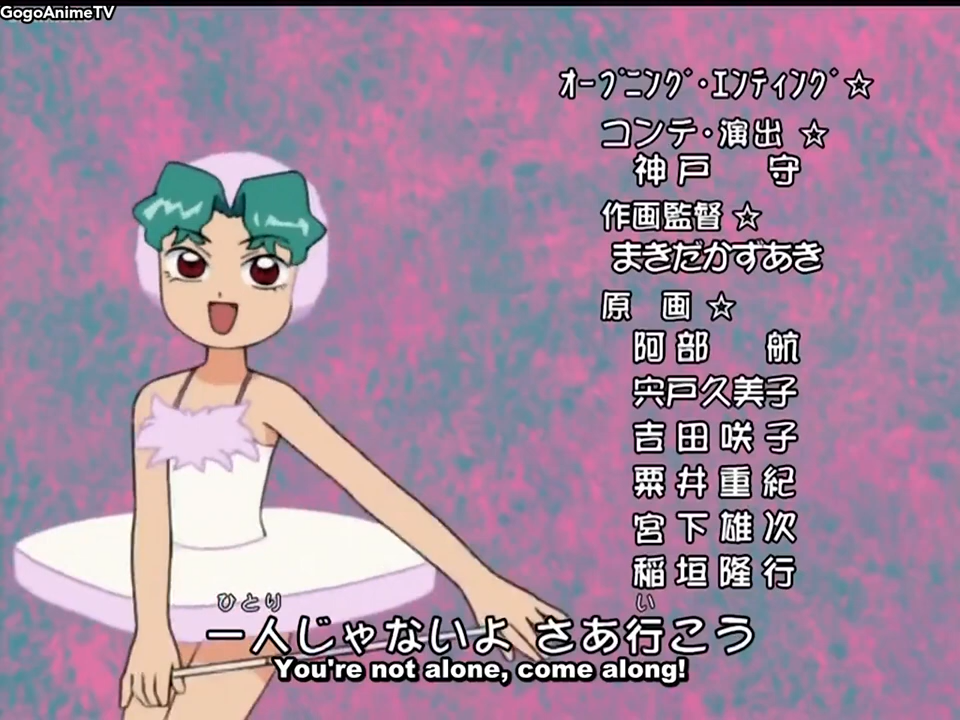 GogoAnimeTV
ｵｰﾌﾟﾆﾝｸﾞ･ｴﾝﾃﾞｨﾝｸﾞ☆
コンテ・演出 ☆
神戸 守
作画監督 ☆
まきだかずあき
原 画 ☆
阿部 航
宍戸久美子
吉田咲子
粟井重紀
宮下雄次
稲垣隆行
ひとり い
一人じゃないよ さあ行こう
You're not alone, come along!